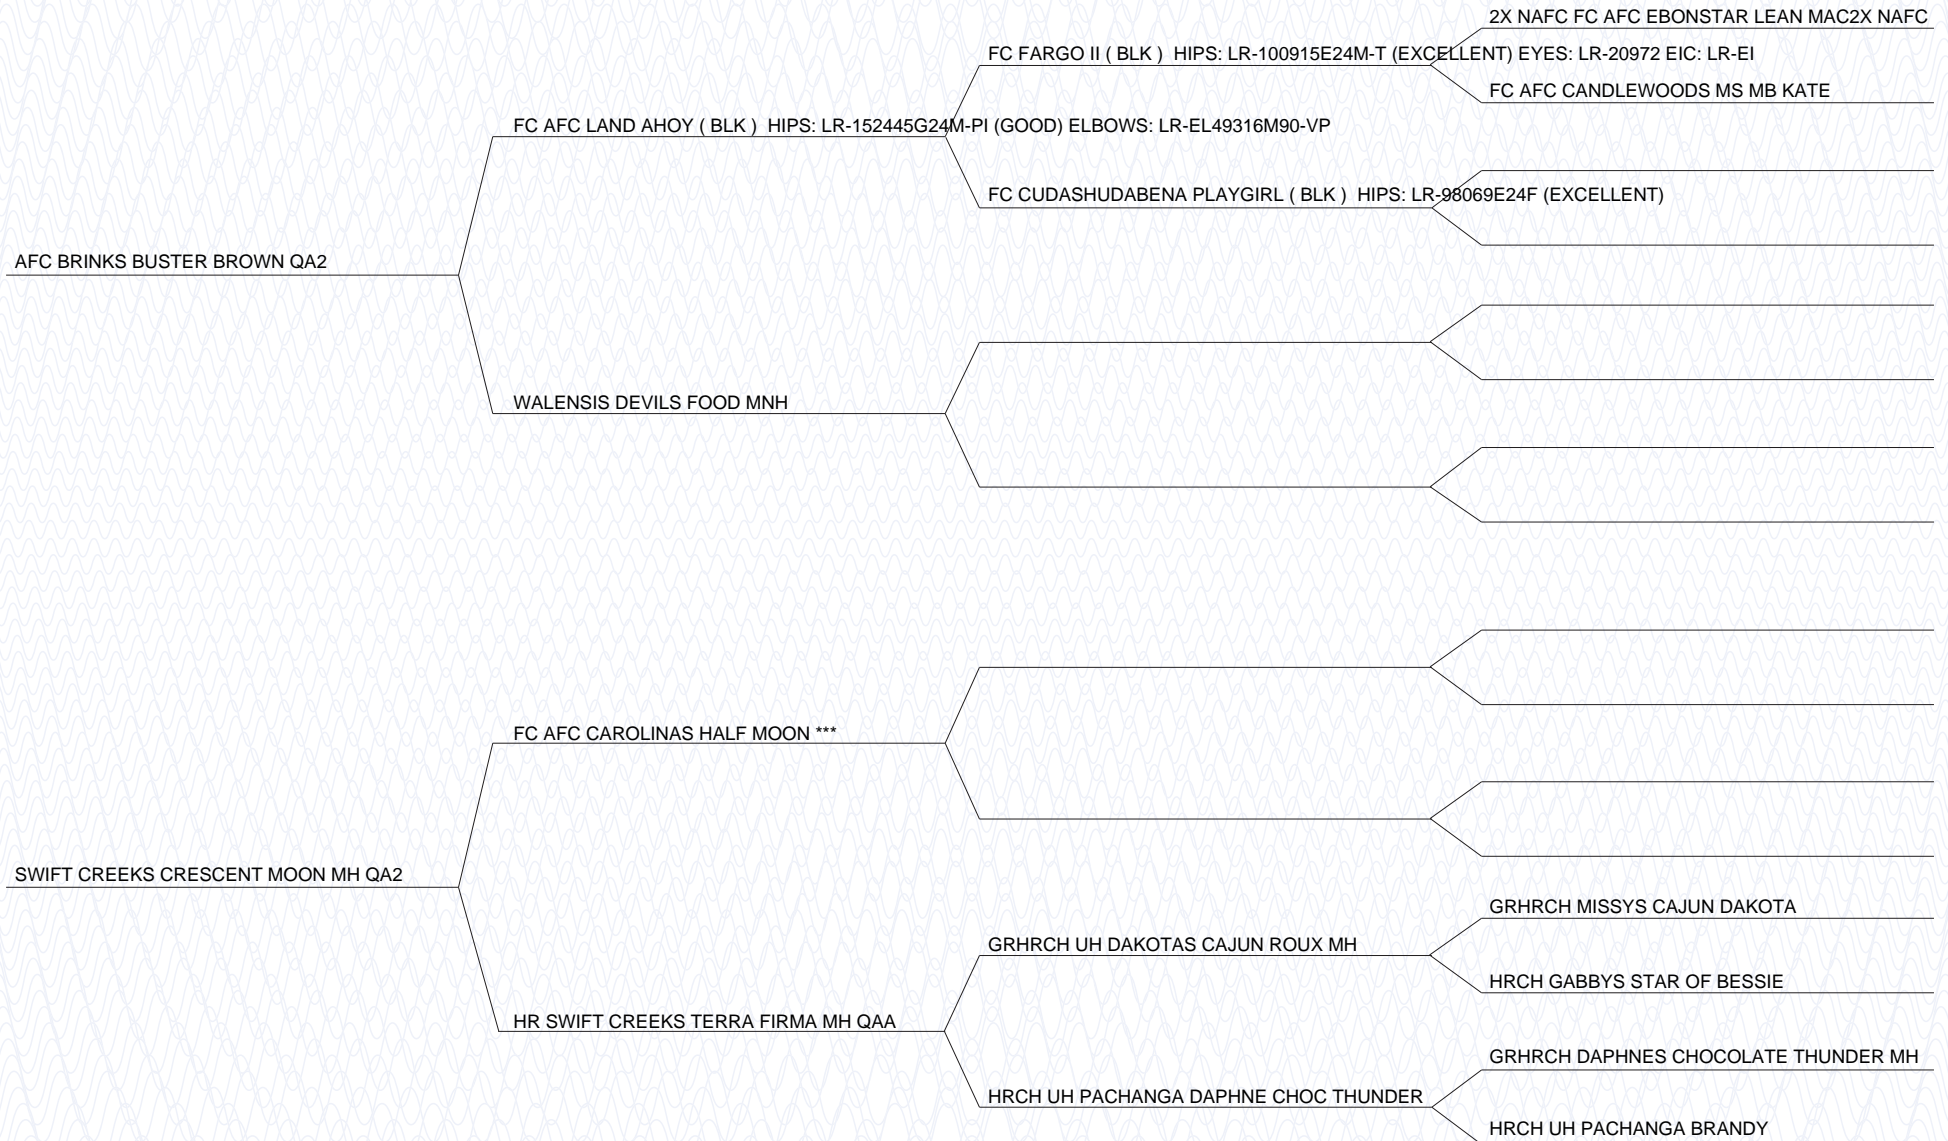 2X NAFC FC AFC EBONSTAR LEAN MAC2X NAFC
FC FARGO II ( BLK ) HIPS: LR-100915E24M-T (EXCELLENT) EYES: LR-20972 EIC: LR-EI
FC AFC CANDLEWOODS MS MB KATE
FC AFC LAND AHOY ( BLK ) HIPS: LR-152445G24M-PI (GOOD) ELBOWS: LR-EL49316M90-VP
FC CUDASHUDABENA PLAYGIRL ( BLK ) HIPS: LR-98069E24F (EXCELLENT)
AFC BRINKS BUSTER BROWN QA2
WALENSIS DEVILS FOOD MNH
FC AFC CAROLINAS HALF MOON ***
SWIFT CREEKS CRESCENT MOON MH QA2
GRHRCH MISSYS CAJUN DAKOTA
GRHRCH UH DAKOTAS CAJUN ROUX MH
HRCH GABBYS STAR OF BESSIE
HR SWIFT CREEKS TERRA FIRMA MH QAA
GRHRCH DAPHNES CHOCOLATE THUNDER MH
HRCH UH PACHANGA DAPHNE CHOC THUNDER
HRCH UH PACHANGA BRANDY